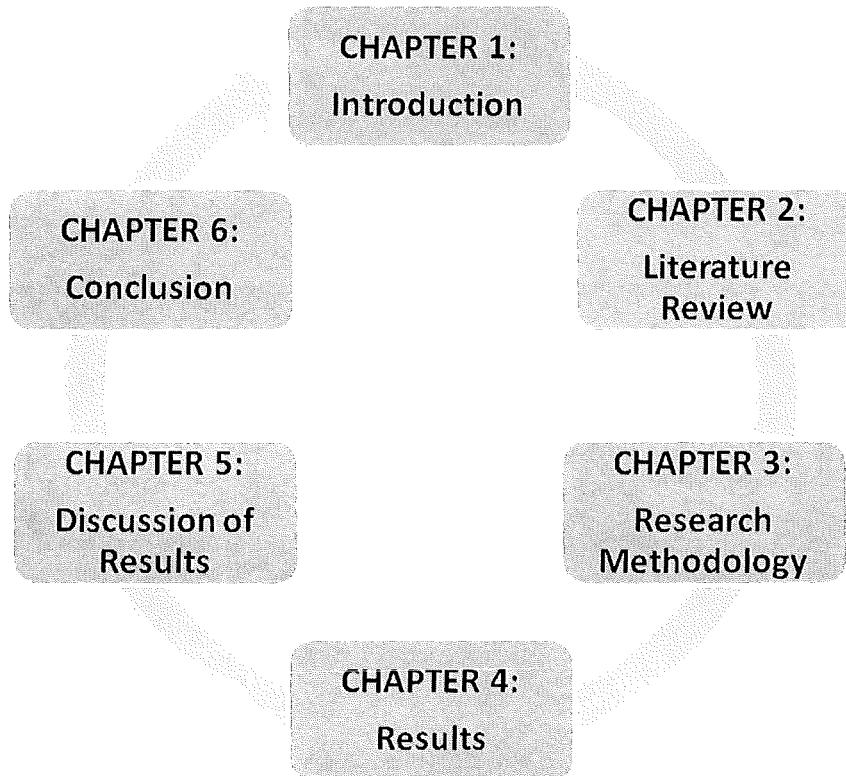 CHAPTER 1:
Introduction
CHAPTER 2:
Literature
Review
CHAPTER 3:
Research
Methodology
CHAPTER 4:
Results
CHAPTER 5:
Discussion of
Results
CHAPTER 6:
Conclusion